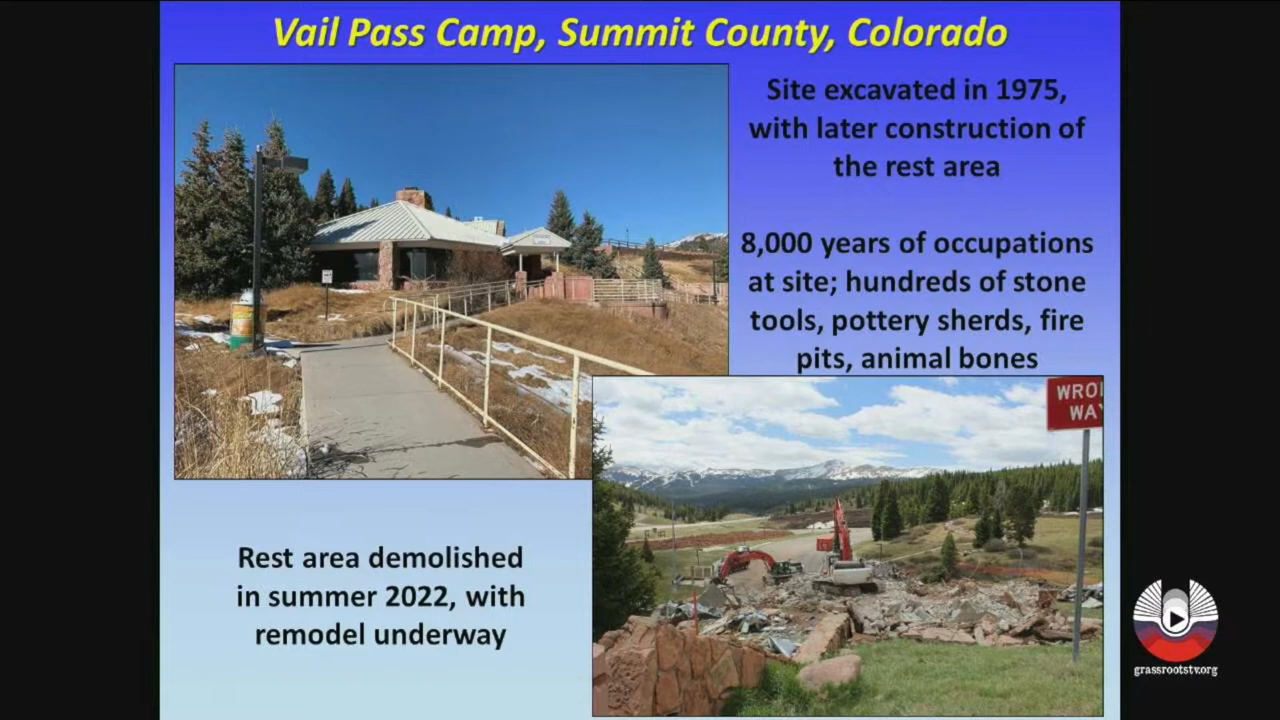 Vail Pass Camp, Summit County, Colorado
Site excavated in 1975,
with later construction of
the rest area
8,000 years of occupations
at site; hundreds of stone
tools, pottery sherds, fire
pits, animal bones
WAY
Rest area demolished
in summer 2022, with
remodel underway
grassrootstv.org